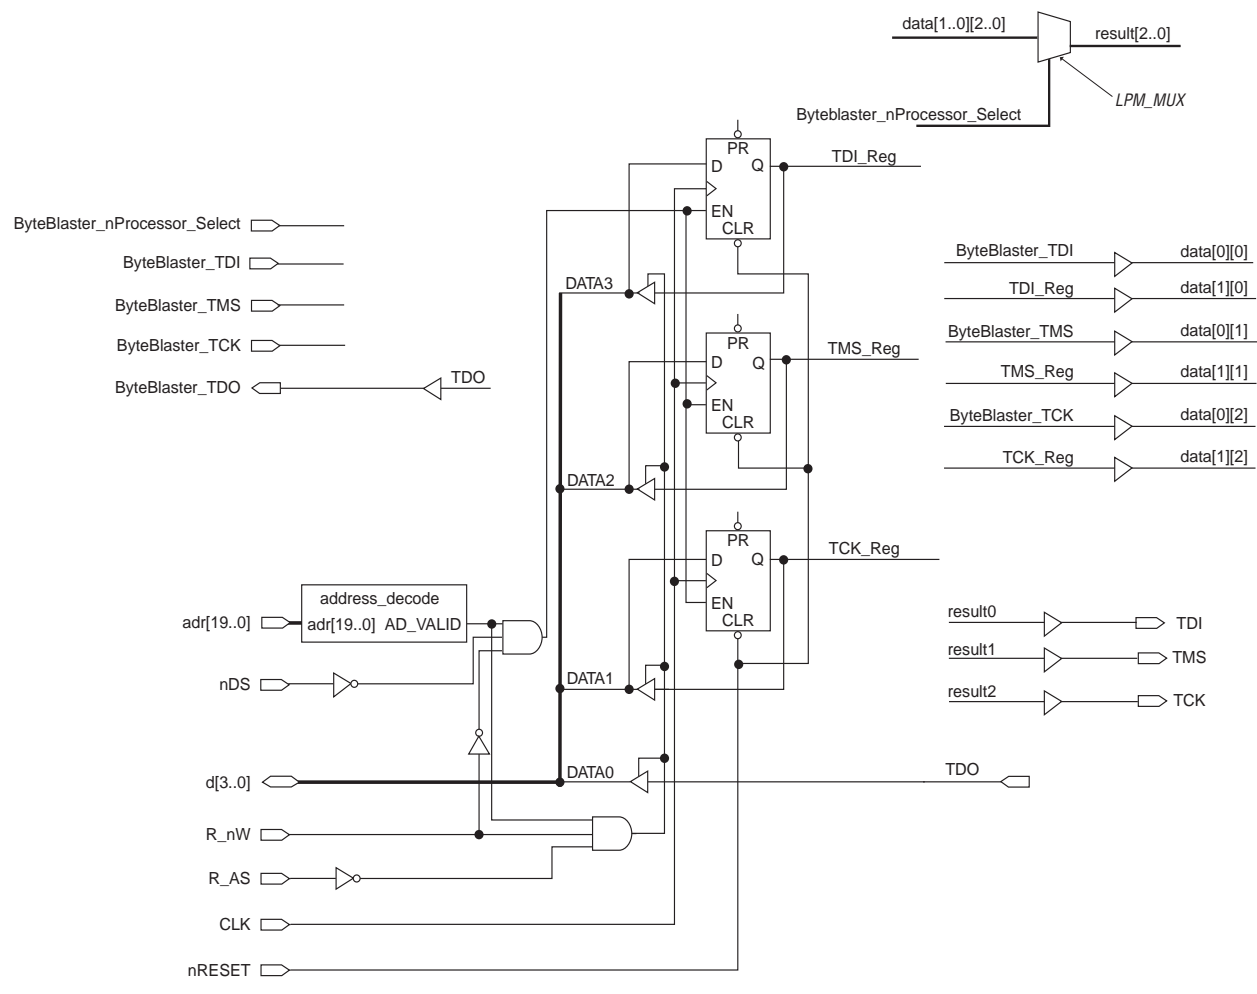 data[1..0][2..0]
result[2..0]
LPM_MUX
Byteblaster_nProcessor_Select
PR
D
Q
EN
CLR
TDI_Reg
ByteBlaster_nProcessor_Select
ByteBlaster_TDI
ByteBlaster_TMS
ByteBlaster_TCK
ByteBlaster_TDO
TDO
DATA3
PR
D
Q
EN
CLR
TMS_Reg
DATA2
ByteBlaster_TDI
data[0][0]
TDI_Reg
data[1][0]
ByteBlaster_TMS
data[0][1]
TMS_Reg
data[1][1]
ByteBlaster_TCK
data[0][2]
TCK_Reg
data[1][2]
PR
D
Q
EN
CLR
TCK_Reg
address_decode
adr[19..0]
adr[19..0] AD_VALID
nDS
DATA1
result0
TDI
result1
TMS
result2
TCK
d[3..0]
DATA0
TDO
R_nW
R_AS
CLK
nRESET